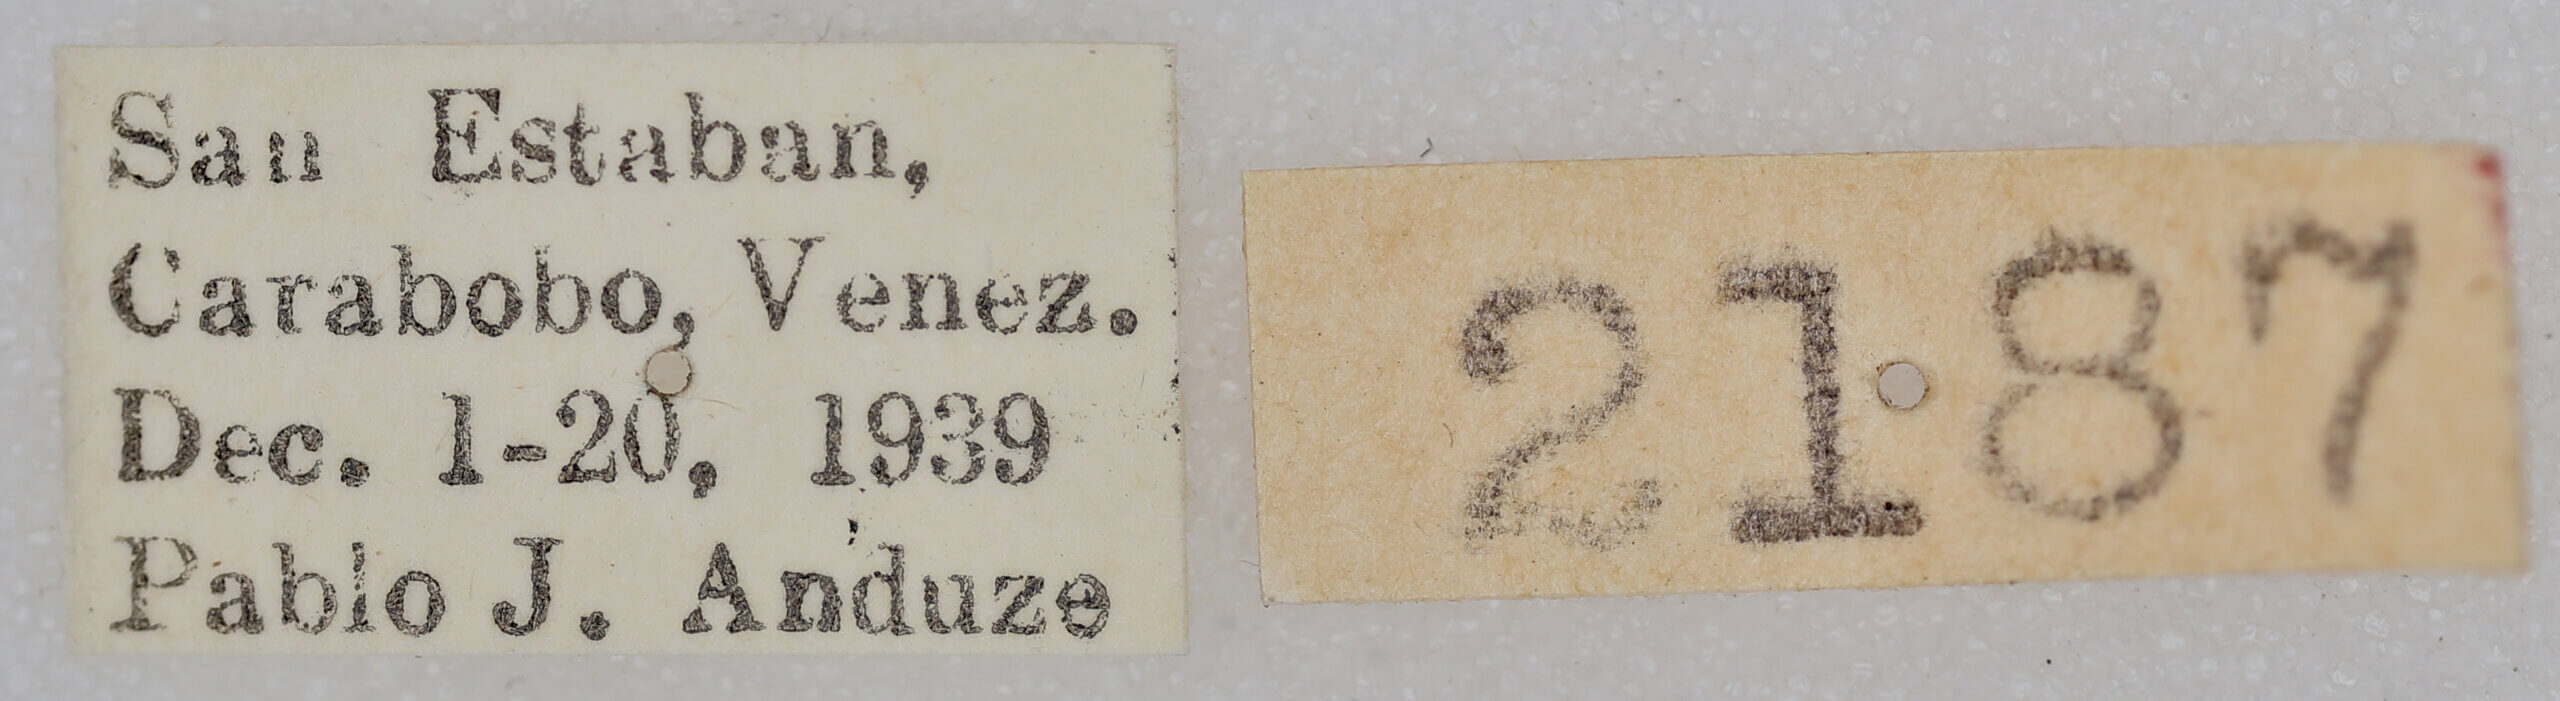 San Estaban,
Carabobo, Venez.
Dec. 1-20, 1939
Pablo J. Anduze
2187